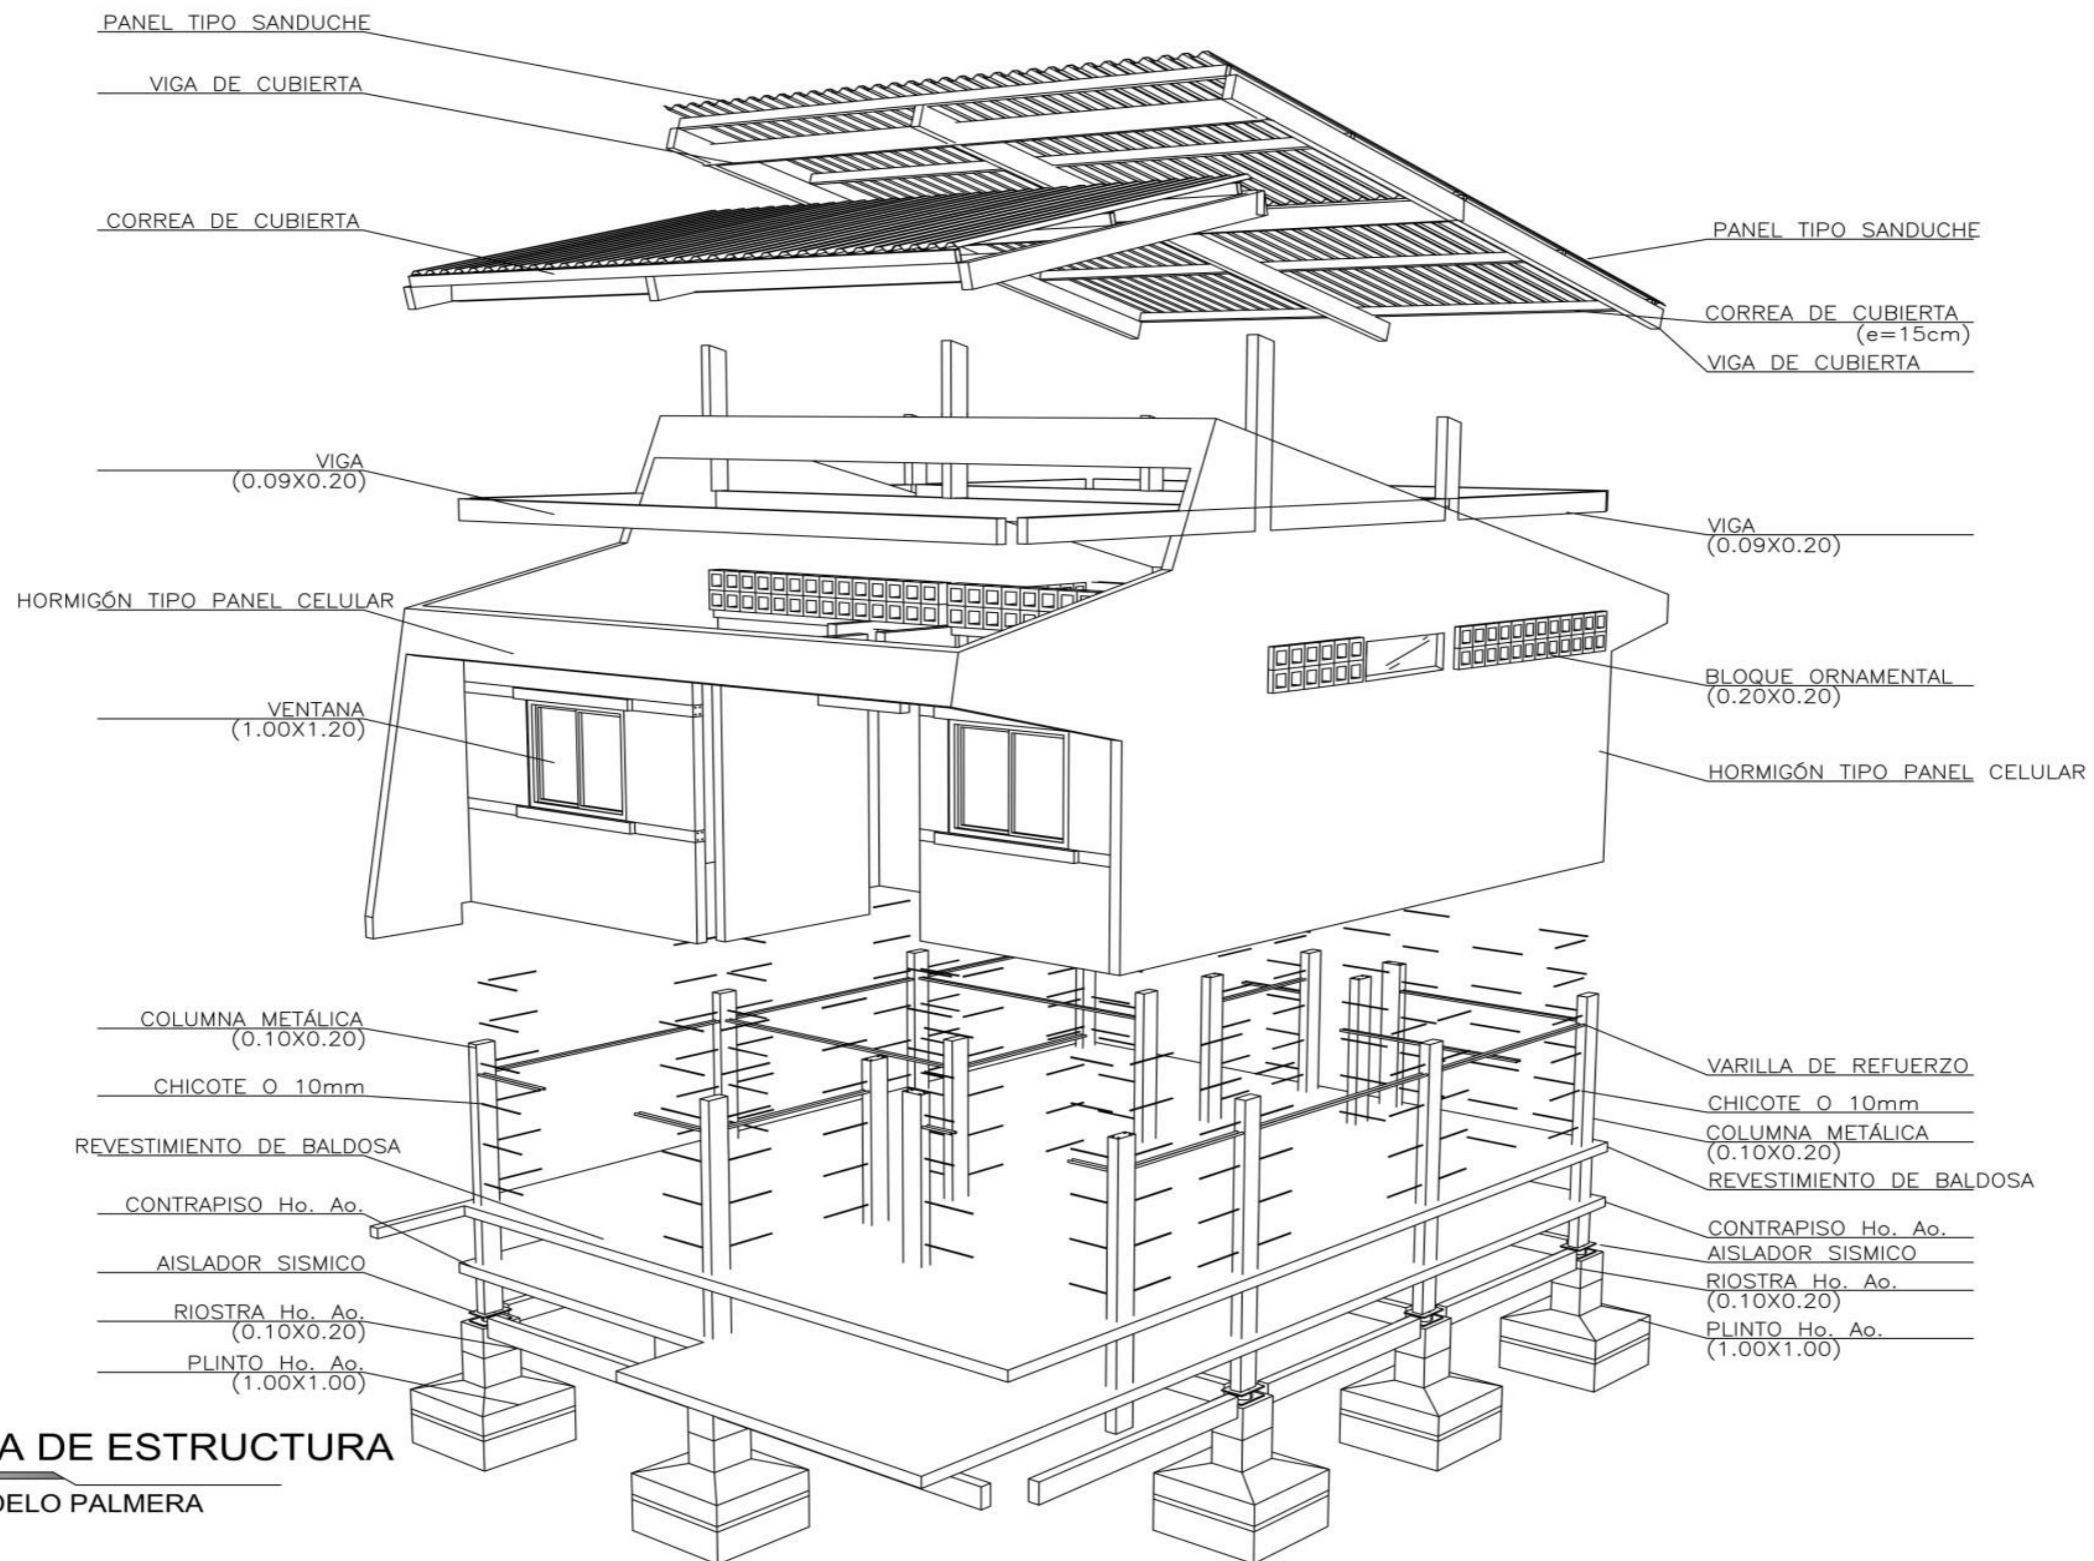 PANEL TIPO SANDUCHE
VIGA DE CUBIERTA
CORREA DE CUBIERTA
VIGA
(0.09X0.20)
HORMIGÓN TIPO PANEL CELULAR
VENTANA
(1.00X1.20)
COLUMNA METÁLICA
(0.10X0.20)
CHICOTE O 10mm
REVESTIMIENTO DE BALDOSA
CONTRAPISO Ho. Ao.
AISLADOR SISMICO
RIOSTRA Ho. Ao.
(0.10X0.20)
PLINTO Ho. Ao.
(1.00X1.00)
A DE ESTRUCTURA
DELO PALMERA
PANEL TIPO SANDUCHE
CORREA DE CUBIERTA
(e=15cm)
VIGA DE CUBIERTA
VIGA
(0.09X0.20)
BLOQUE ORNAMENTAL
(0.20X0.20)
HORMIGÓN TIPO PANEL CELULAR
VARILLA DE REFUERZO
CHICOTE O 10mm
COLUMNA METÁLICA
(0.10X0.20)
REVESTIMIENTO DE BALDOSA
CONTRAPISO Ho. Ao.
AISLADOR SISMICO
RIOSTRA Ho. Ao.
(0.10X0.20)
PLINTO Ho. Ao.
(1.00X1.00)